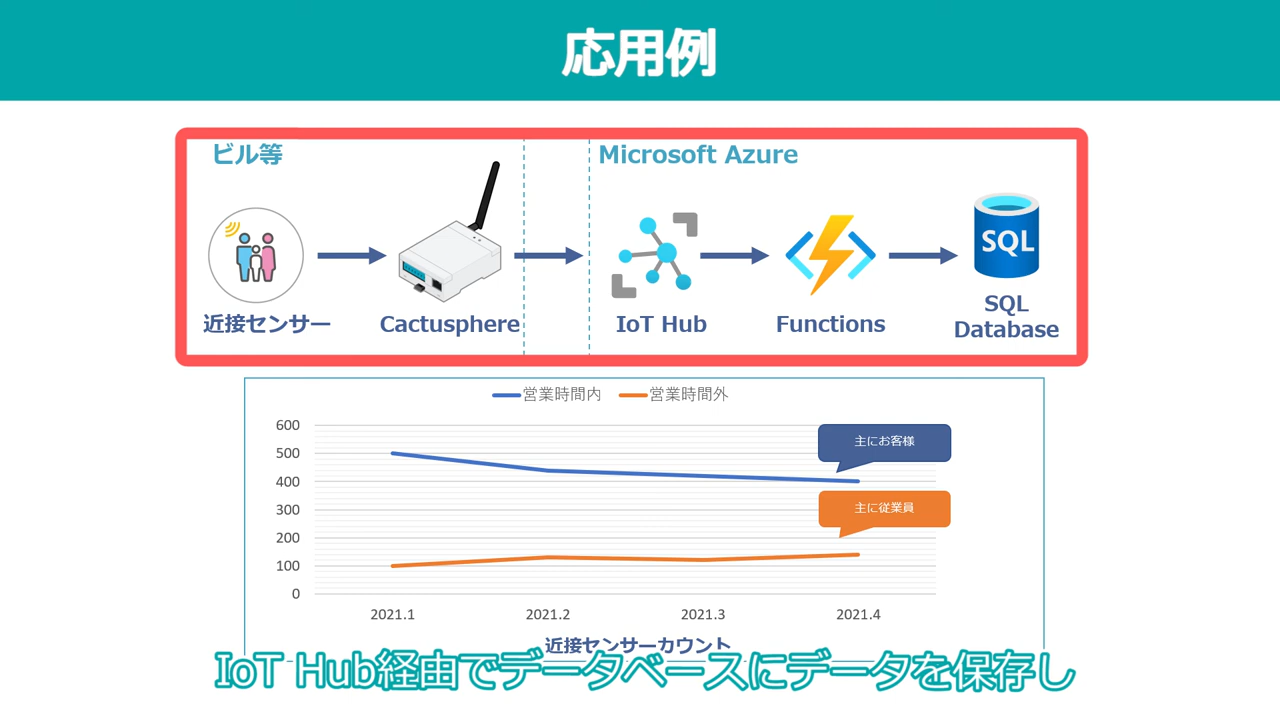 応用例
ビル等
Microsoft Azure
近接センサー
Cactusphere
IoT Hub
Functions
SQL
SQL
Database
営業時間内
営業時間外
600
500
400
300
200
100
0
主にお客様
主に従業員
2021.1
2021.2
2021.3
2021.4
近接センサーカウント
IoT Hub経由でデータベースにデータを保存し